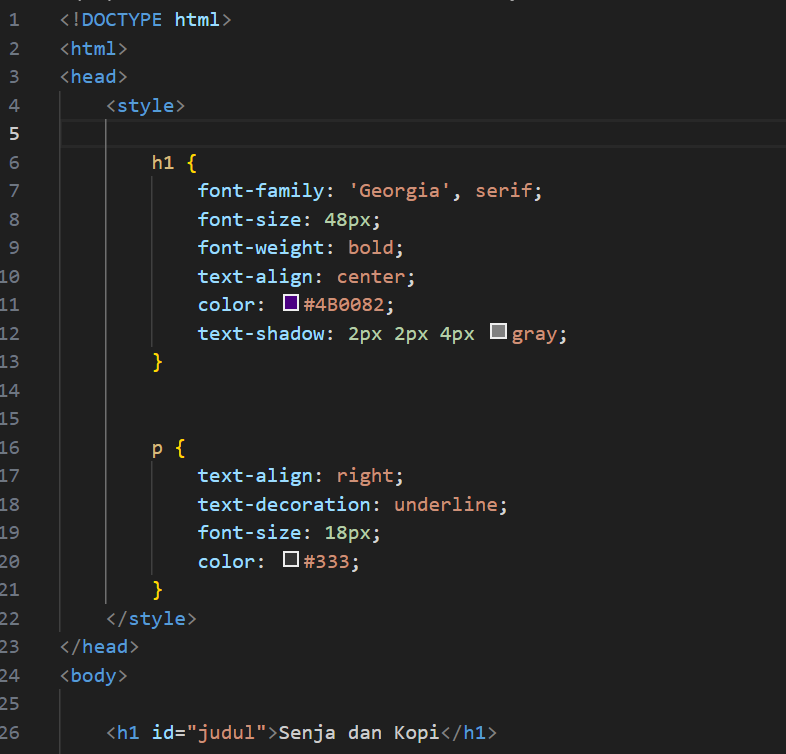 1 <!DOCTYPE html>
2 <html>
3 <head>
4 <style>
5
6 h1 {
7 font-family: 'Georgia', serif;
8 font-size: 48px;
9 font-weight: bold;
10 text-align: center;
11 color: #4B0082;
12 text-shadow: 2px 2px 4px gray;
13 }
14
15
16 p {
17 text-align: right;
18 text-decoration: underline;
19 font-size: 18px;
20 color: #333;
21 }
22 </style>
23 </head>
24 <body>
25
26 <h1 id="judul">Senja dan Kopi</h1>